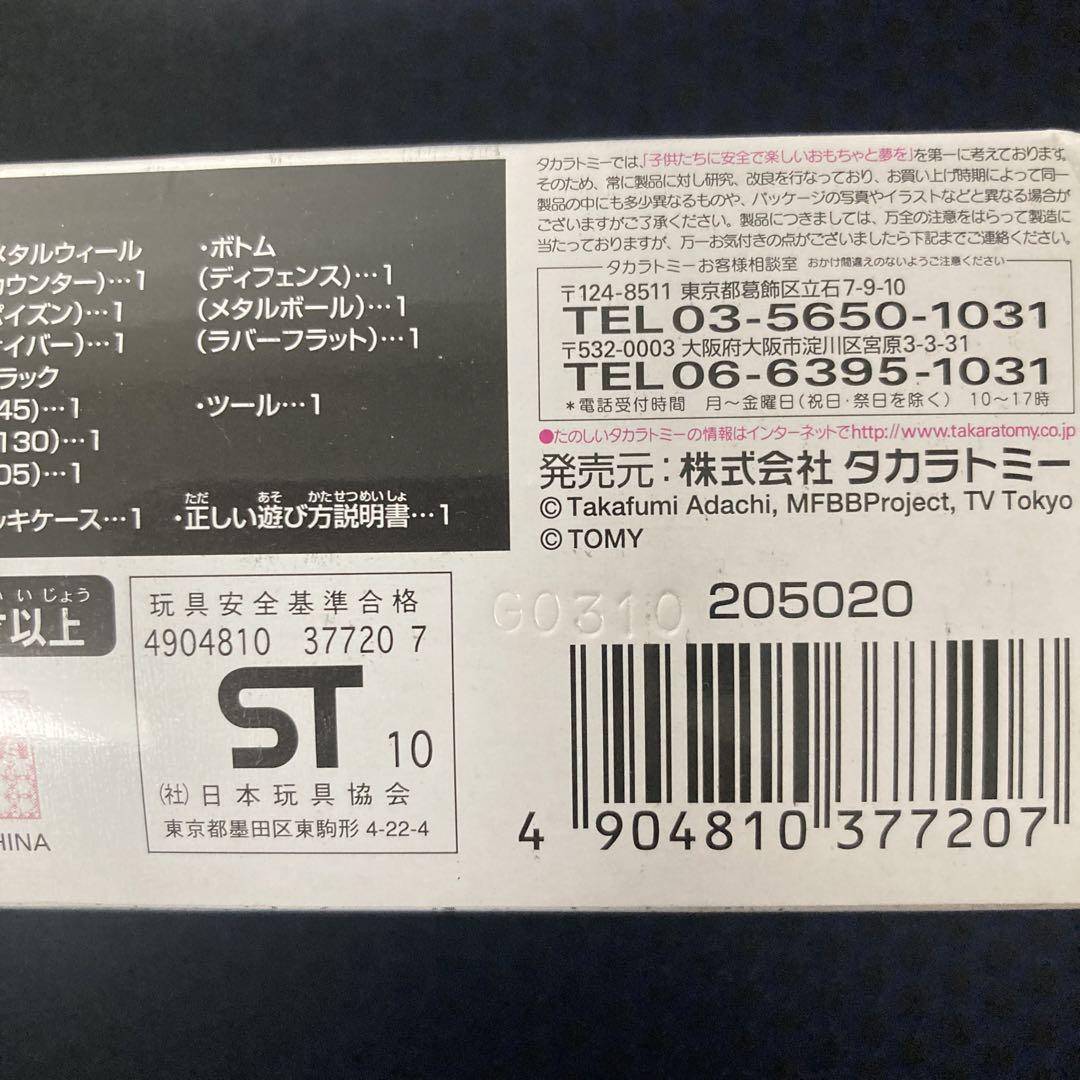 タカラトミーでは、「子供たちに安全で楽しいおもちゃと夢を」を第一に考えております。
そのため、常に製品に対し研究、改良を行なっており、お買い上げ時期によって同一
製品の中にも多少異なるものや、パッケージの写真やイラストなどと異なる場合が
ございますがご了承ください。製品につきましては、万全の注意をはらって製造に
当たっておりますが、万一お気付きの点がございましたら下記までご連絡ください。
タカラトミーお客様相談室 おかけ間違えのないようご注意ください
〒124-8511 東京都葛飾区立石7-9-10
TEL 03-5650-1031
〒532-0003 大阪府大阪市淀川区宮原3-3-31
TEL 06-6395-1031
*電話受付時間 月〜金曜日(祝日・祭日を除く) 10〜17時
●たのしいタカラトミーの情報はインターネットでhttp://www.takaratomy.co.jp
発売元:株式会社 タカラトミー
© Takafumi Adachi, MFBBProject, TV Tokyo
© TOMY
メタルウィール
カウンター)…1
ポイズン)…1
イバー)…1
ラック
45)…1
130)…1
05)…1
ッキケース…1
・ボトム
(ディフェンス)…1
(メタルボール)…1
(ラバーフラット)…1
・ツール…1
ただ あそ かたせつめいしょ
・正しい遊び方説明書…1
いじょう
以上
HINA
玩具安全基準合格
4904810 37720 7
ST 10
(社)日本玩具協会
東京都墨田区東駒形 4-22-4
G0310 205020
4 904810 377207